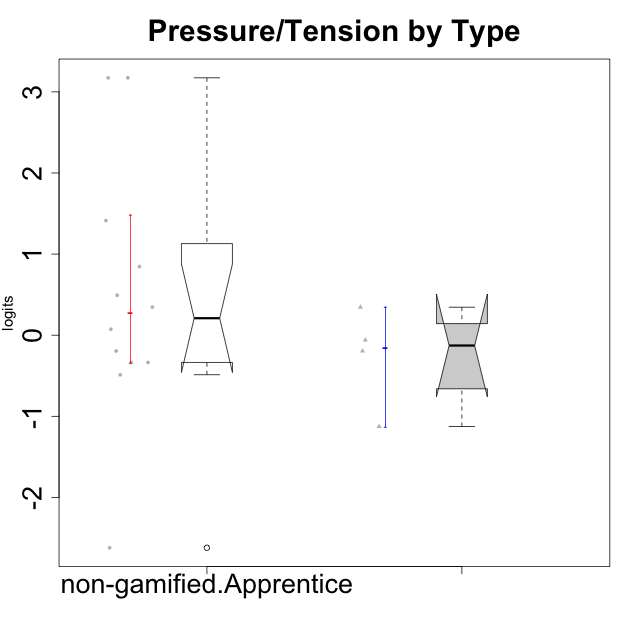 Pressure/Tension by Type
logits
3
2
1
0
-1
-2
non-gamified.Apprentice